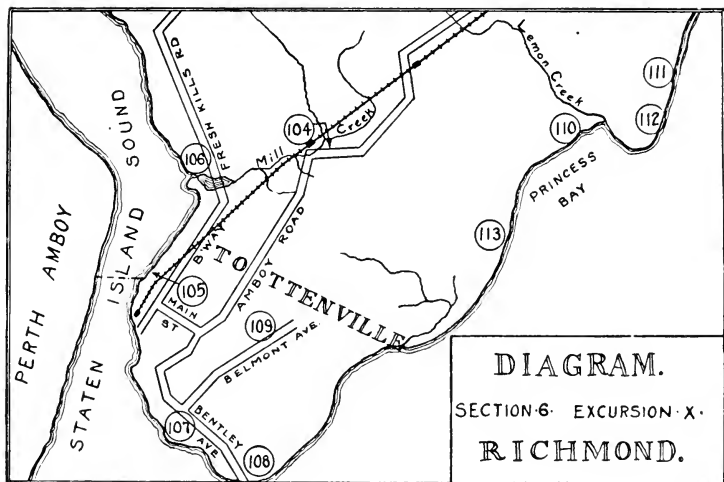 FRESH KILLS RD
Lemon Creek
111
104
Creek
112
110
106
Mill
PERTH AMBOY
STATEN ISLAND SOUND
PRINCESS
BAY
113
B'WAY
AMBOY ROAD
TOTTENVILLE
105
MAIN
ST
109
BELMONT AVE.
107
BENTLEY
AVE.
108
DIAGRAM.
SECTION·6· EXCURSION·X·
RICHMOND.